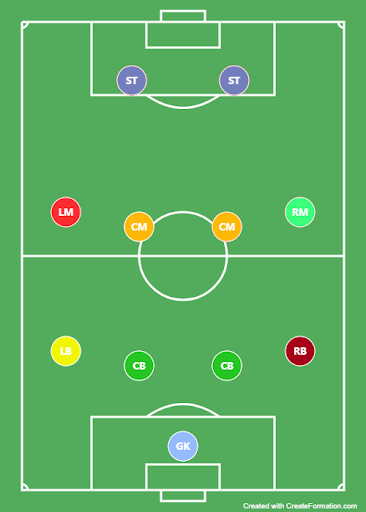 ST ST
LM CM CM RM
LB CB CB RB
GK
Created with CreateFormation.com